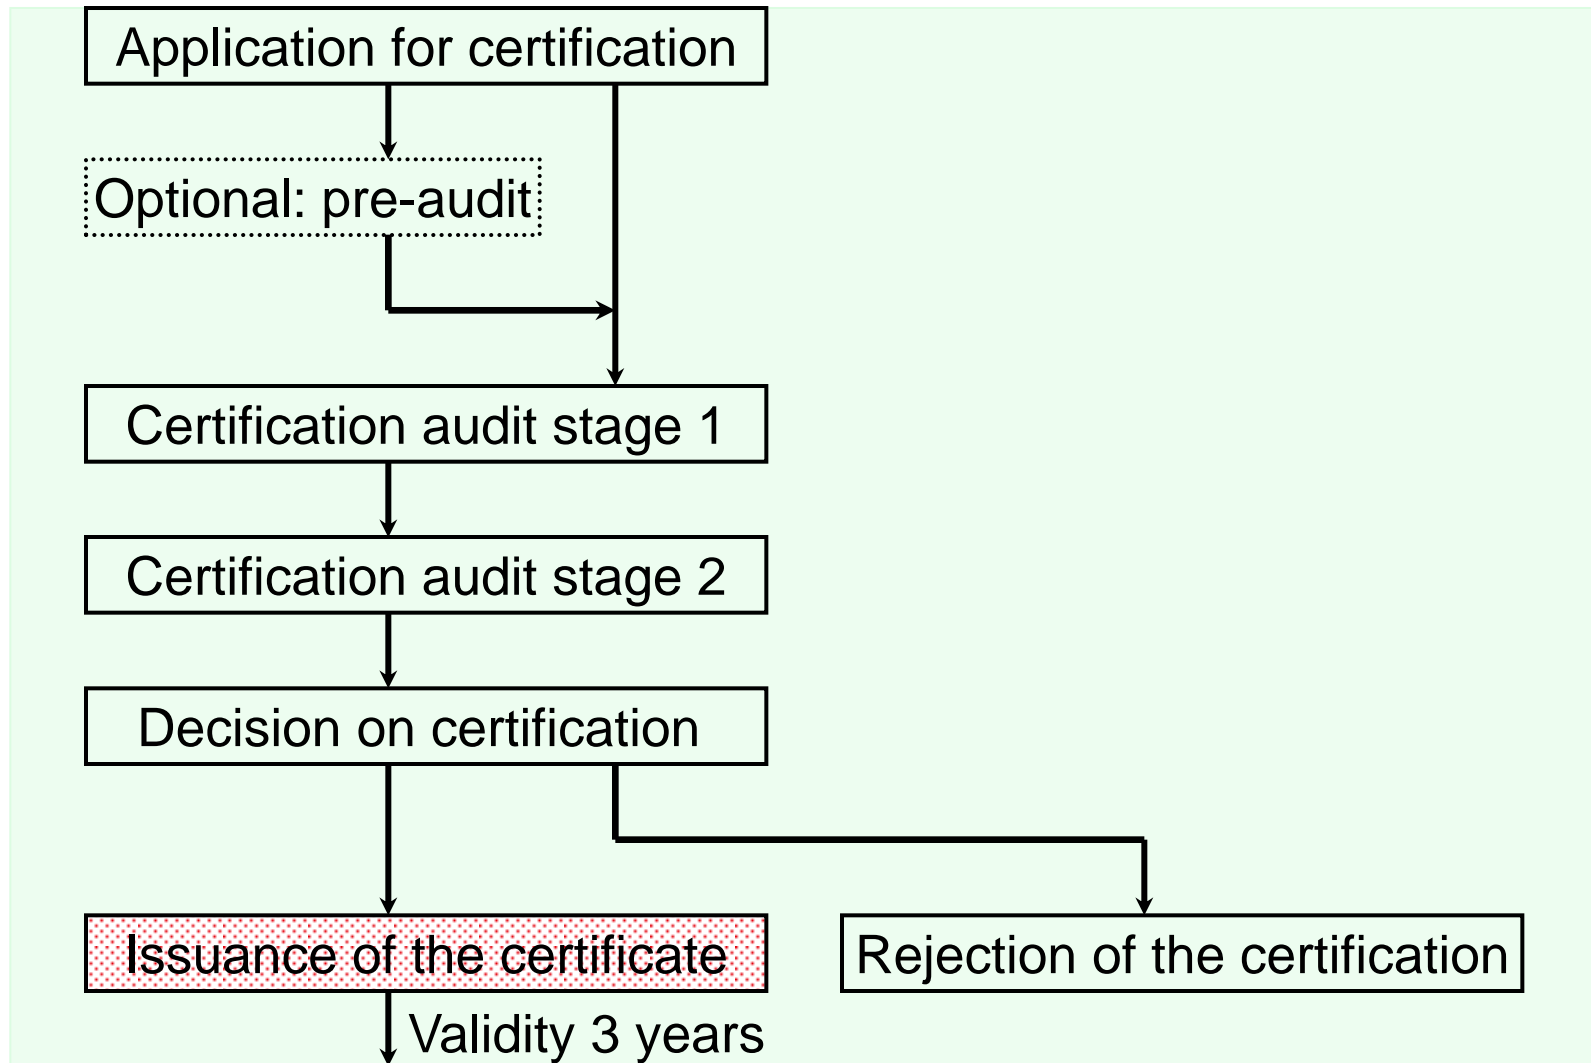 Application for certification
Optional: pre-audit
Certification audit stage 1
Certification audit stage 2
Decision on certification
Issuance of the certificate
Rejection of the certification
Validity 3 years